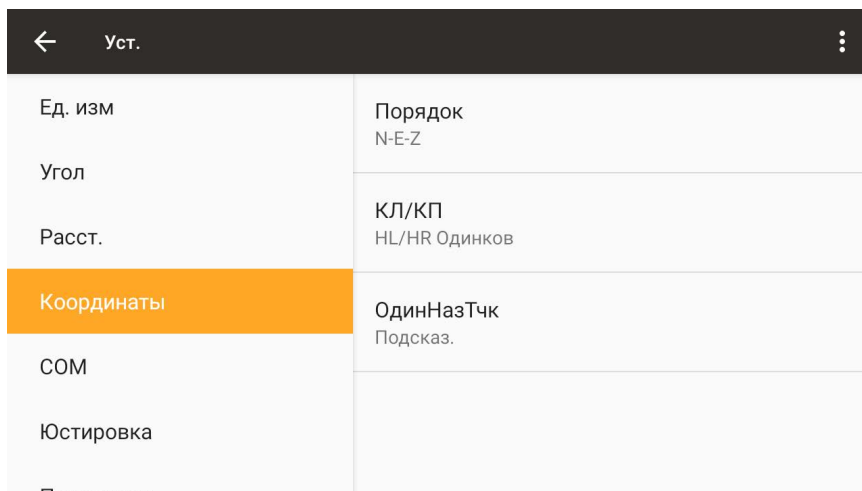 Уст.
Ед. изм
Угол
Расст.
Координаты
COM
Юстировка
Порядок
N-E-Z
КЛ/КП
HL/HR Одинков
ОдинНазТчк
Подсказ.